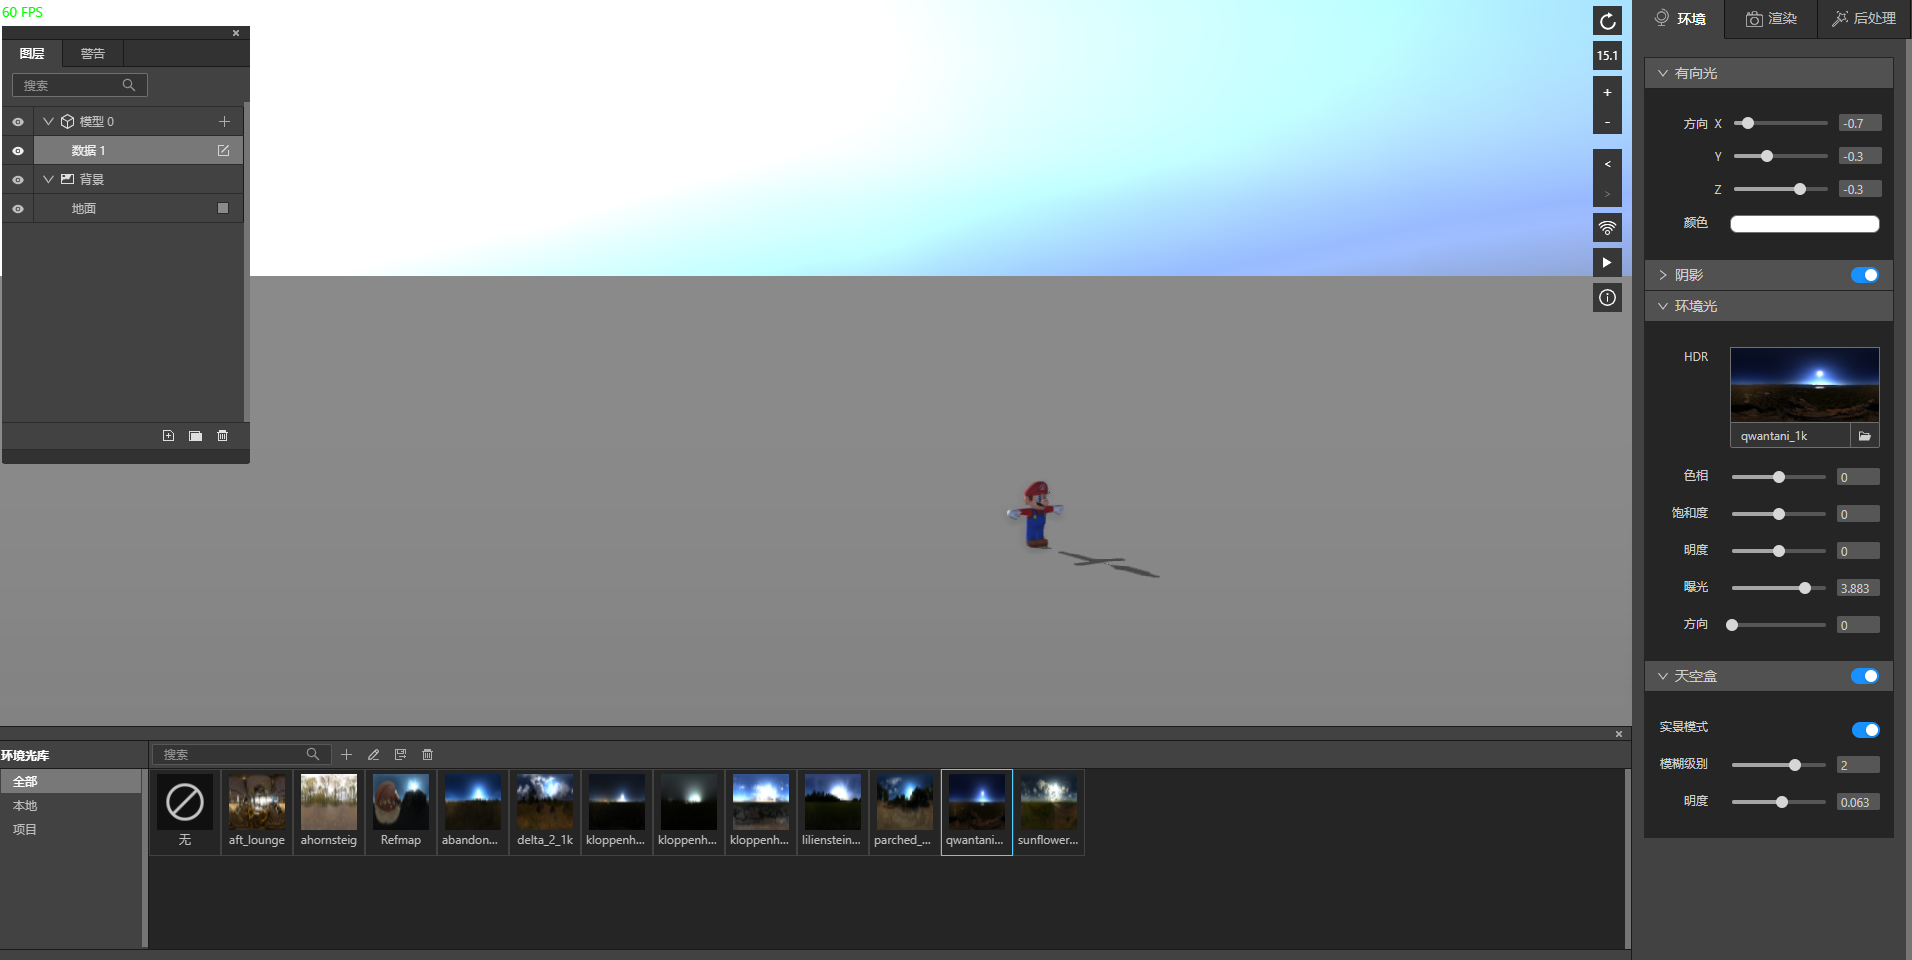 60 FPS
图层
警告
搜索
模型 0
数据 1
背景
地面
15.1
+
-
<
>
环境
渲染
后处理
有向光
方向 X -0.7
Y -0.3
Z -0.3
颜色
阴影
环境光
HDR
qwantani_1k
色相 0
饱和度 0
明度 0
曝光 3.883
方向 0
天空盒
实景模式
模糊级别 2
明度 0.063
环境光库
搜索
全部
本地
项目
无
aft_lounge
ahornsteig
Refmap
abandon...
delta_2_1k
kloppenh...
kloppenh...
kloppenh...
lilienstein...
parched_...
qwantani...
sunflower...